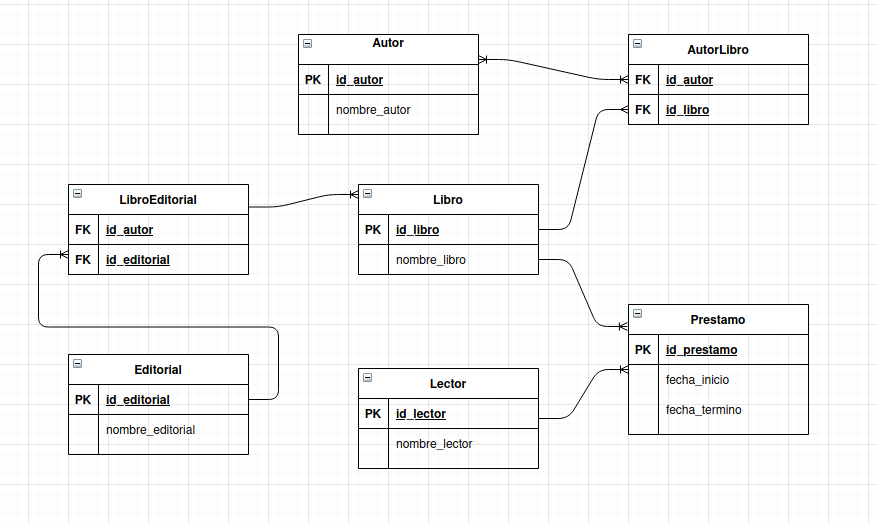 Autor
PK id_autor
nombre_autor
AutorLibro
FK id_autor
FK id_libro
LibroEditorial
FK id_autor
FK id_editorial
Libro
PK id_libro
nombre_libro
Prestamo
PK id_prestamo
fecha_inicio
fecha_termino
Editorial
PK id_editorial
nombre_editorial
Lector
PK id_lector
nombre_lector